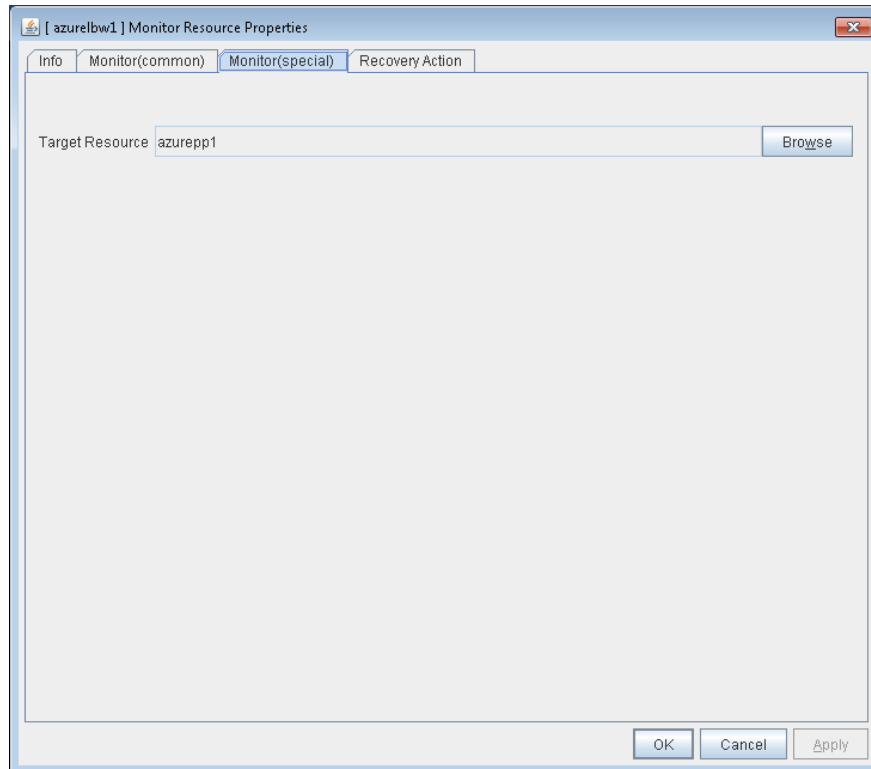 [ azurelbw1 ] Monitor Resource Properties
Info Monitor(common) Monitor(special) Recovery Action
Target Resource azurepp1 Browse
OK Cancel Apply